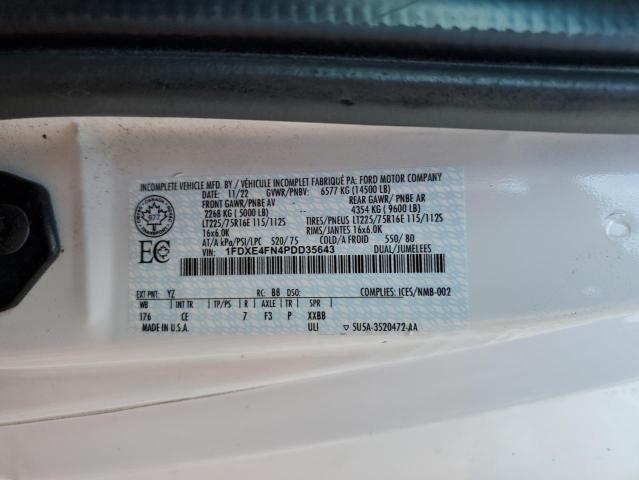 INCOMPLETE VEHICLE MFD. BY / VÉHICULE INCOMPLET FABRIQUÉ PA: FORD MOTOR COMPANY
DATE: 11/22 GVWR/PNBV: 6577 KG (14500 LB)
FRONT GAWR/PNBE AV REAR GAWR / PNBE AR
2268 KG ( 5000 LB) 4354 KG ( 9600 LB)
LT225/75R16E 115/112S TIRES/PNEUS LT225/75R16E 115/112S
16x6.0K RIMS/JANTES 16x6.0K
AT/A kPa/PSI/LPC 520/75 COLD/A FROID 550/ 80
VIN: 1FDXE4FN4PDD35643 DUAL/JUMELEES
EC
EXT PNT: YZ RC: BB DSO: COMPLIES: ICES/NMB-002
WB INT TR TP/PS R AXLE TR SPR
176 CE 7 F3 P XXBB
MADE IN U.S.A. ULI 5U5A-3520472-AA